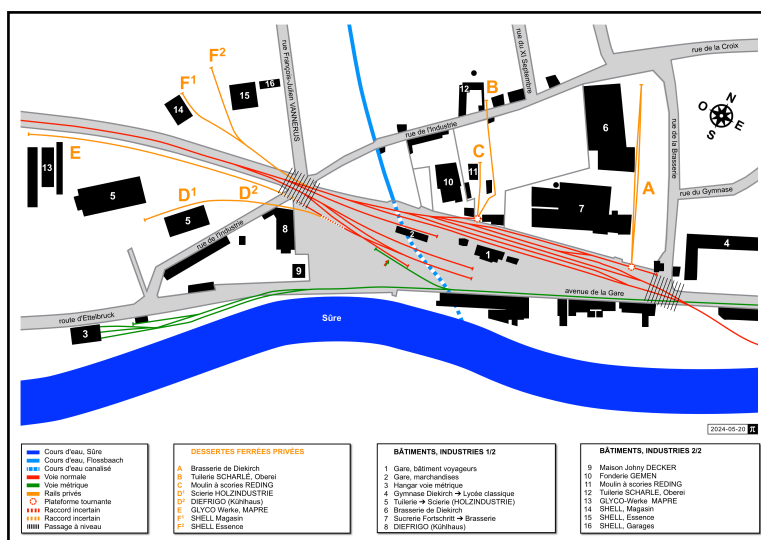 rue François-Julien VANNERUS
rue du XI Septembre
rue de la Croix
F¹
F²
16
15
14
B
12
rue de l'Industrie
N
O
E
S
6
rue de la Brasserie
E
13
5
C
11
10
A
D¹
D²
5
7
rue du Gymnase
rue de l'Industrie
8
2
1
4
9
avenue de la Gare
route d'Ettelbruck
3
Sûre
2024-05-20 π
Cours d'eau, Sûre
Cours d'eau, Flossbaach
Cours d'eau canalisé
Voie normale
Voie métrique
Rails privés
Plateforme tournante
Raccord incertain
Raccord incertain
Passage à niveau
DESSERTES FERRÉES PRIVÉES
A Brasserie de Diekirch
B Tuilerie SCHARLÉ, Oberei
C Moulin à scories REDING
D¹ Scierie HOLZINDUSTRIE
D² DIEFRIGO (Kühlhaus)
E GLYCO Werke, MAPRE
F¹ SHELL Magasin
F² SHELL Essence
BÂTIMENTS, INDUSTRIES 1/2
1 Gare, bâtiment voyageurs
2 Gare, marchandises
3 Hangar voie métrique
4 Gymnase Diekirch ➔ Lycée classique
5 Tuilerie ➔ Scierie (HOLZINDUSTRIE)
6 Brasserie de Diekirch
7 Sucrerie Fortschritt ➔ Brasserie
8 DIEFRIGO (Kühlhaus)
BÂTIMENTS, INDUSTRIES 2/2
9 Maison Johny DECKER
10 Fonderie GEMEN
11 Moulin à scories REDING
12 Tuilerie SCHARLÉ, Oberei
13 GLYCO-Werke MAPRE
14 SHELL, Magasin
15 SHELL, Essence
16 SHELL, Garages